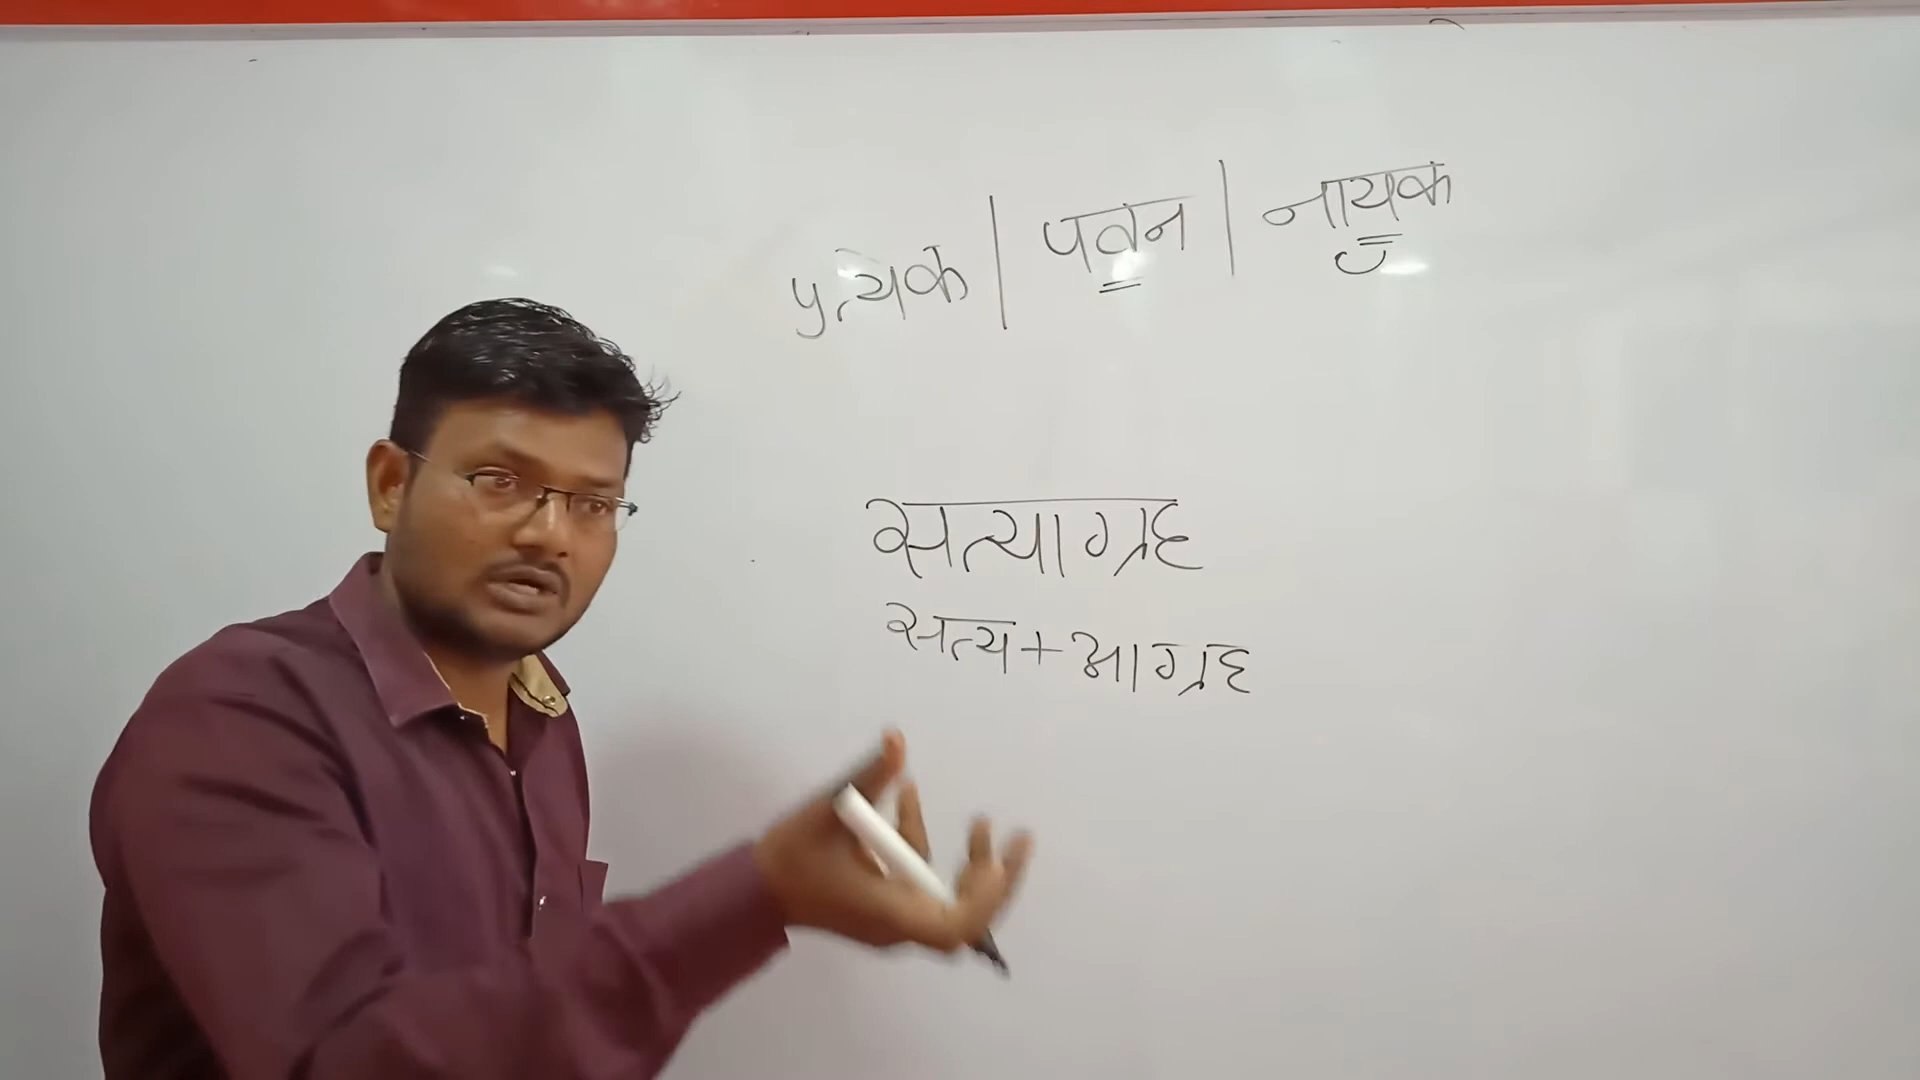 प्रत्येक | पवन | नायक
सत्याग्रह
सत्य + आग्रह